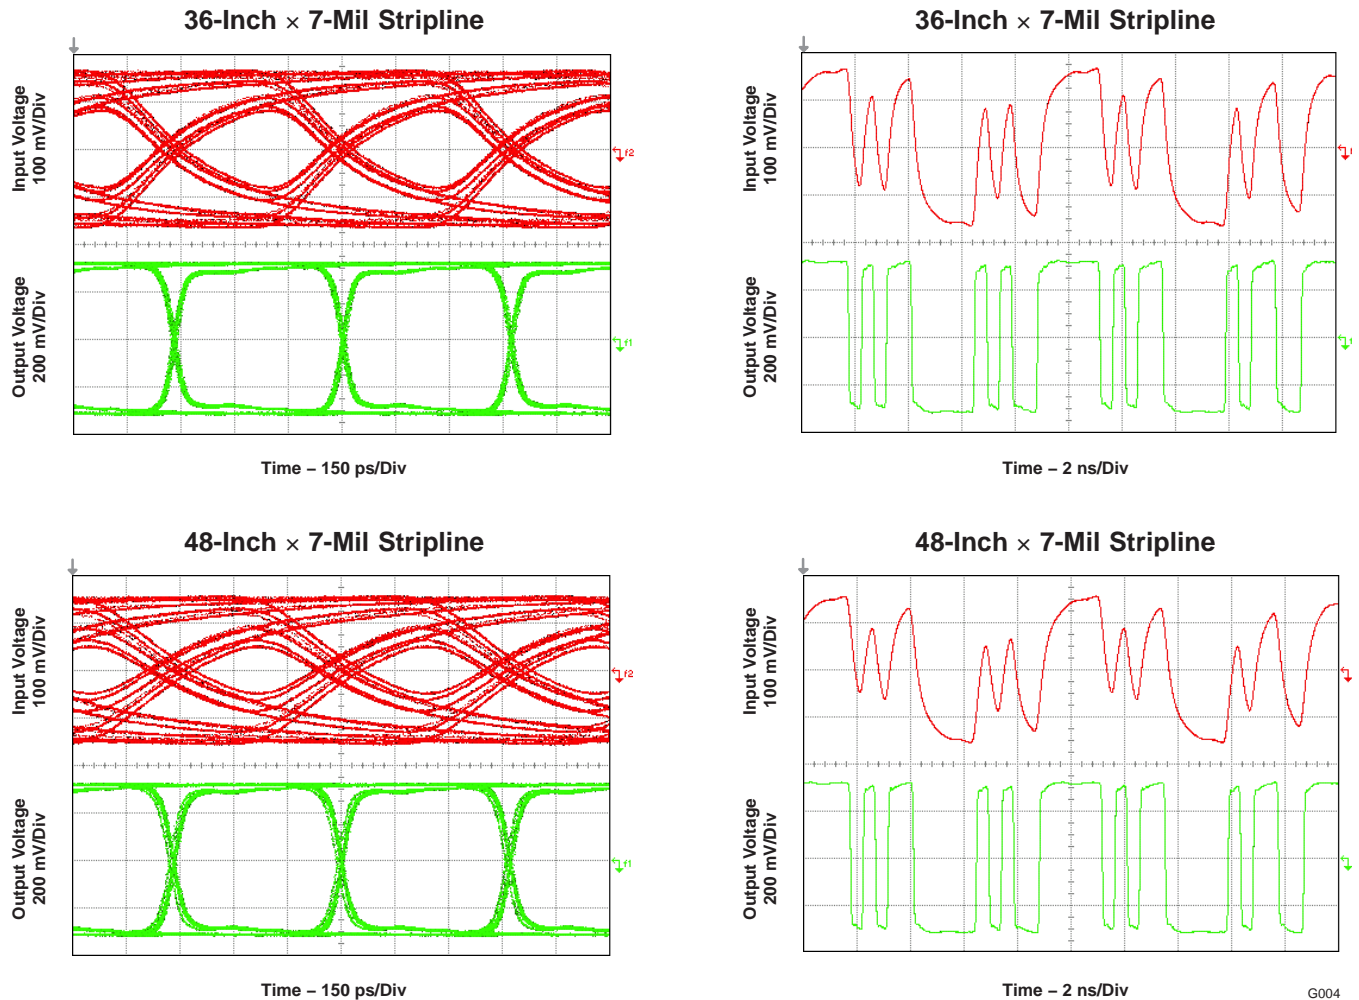 36-Inch × 7-Mil Stripline
Input Voltage
100 mV/Div
f2
Output Voltage
200 mV/Div
f1
Time – 150 ps/Div
36-Inch × 7-Mil Stripline
Input Voltage
100 mV/Div
Output Voltage
200 mV/Div
Time – 2 ns/Div
48-Inch × 7-Mil Stripline
Input Voltage
100 mV/Div
f2
Output Voltage
200 mV/Div
f1
Time – 150 ps/Div
48-Inch × 7-Mil Stripline
Input Voltage
100 mV/Div
Output Voltage
200 mV/Div
Time – 2 ns/Div
G004